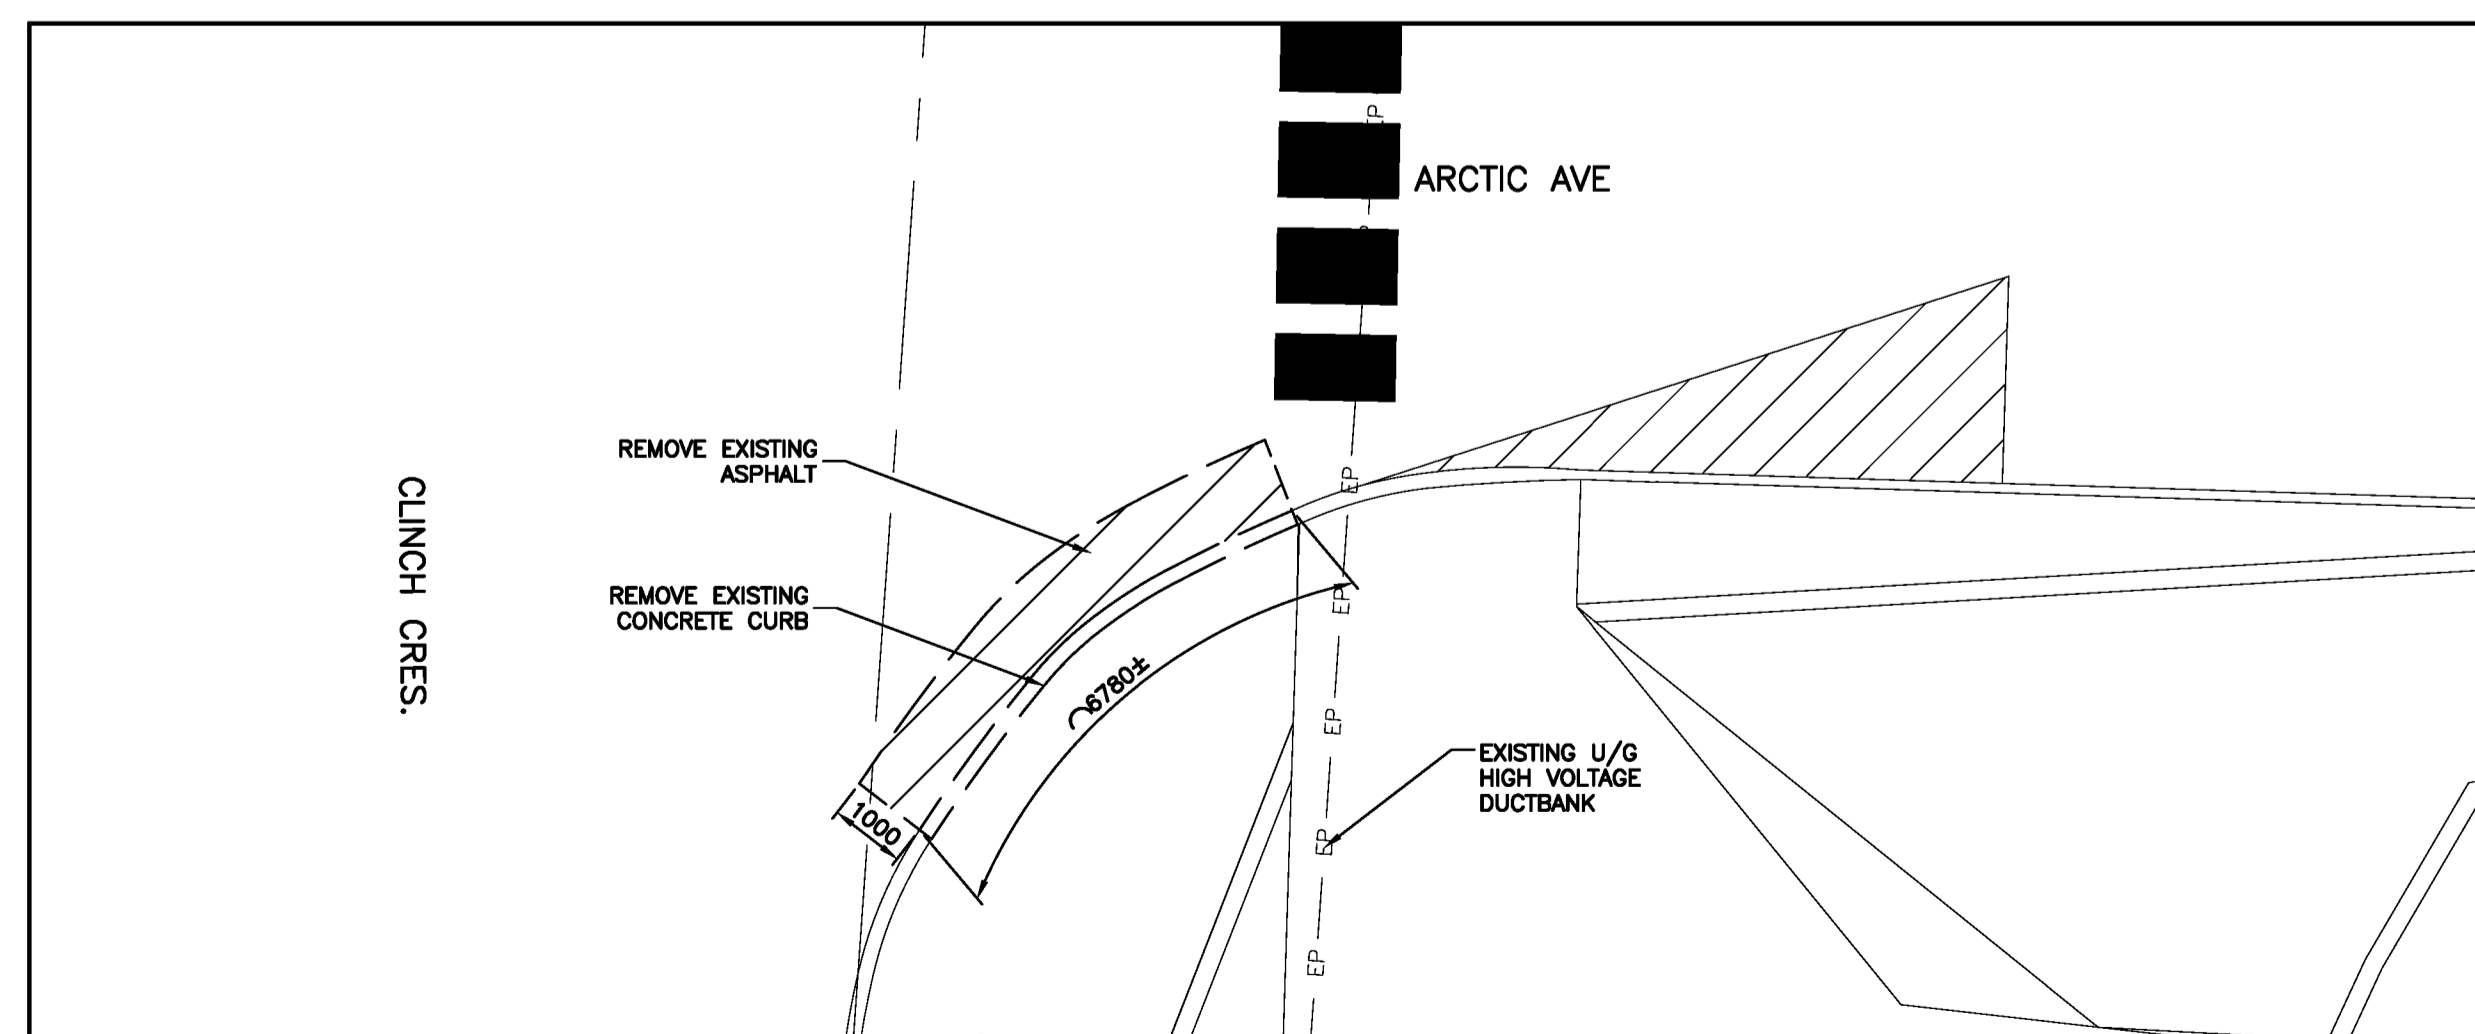 EP
ARCTIC AVE
REMOVE EXISTING
ASPHALT
EP
CLINCH CRES.
REMOVE EXISTING
CONCRETE CURB
EP
6780±
EP
EXISTING U/G
HIGH VOLTAGE
DUCTBANK
1000
EP
EP